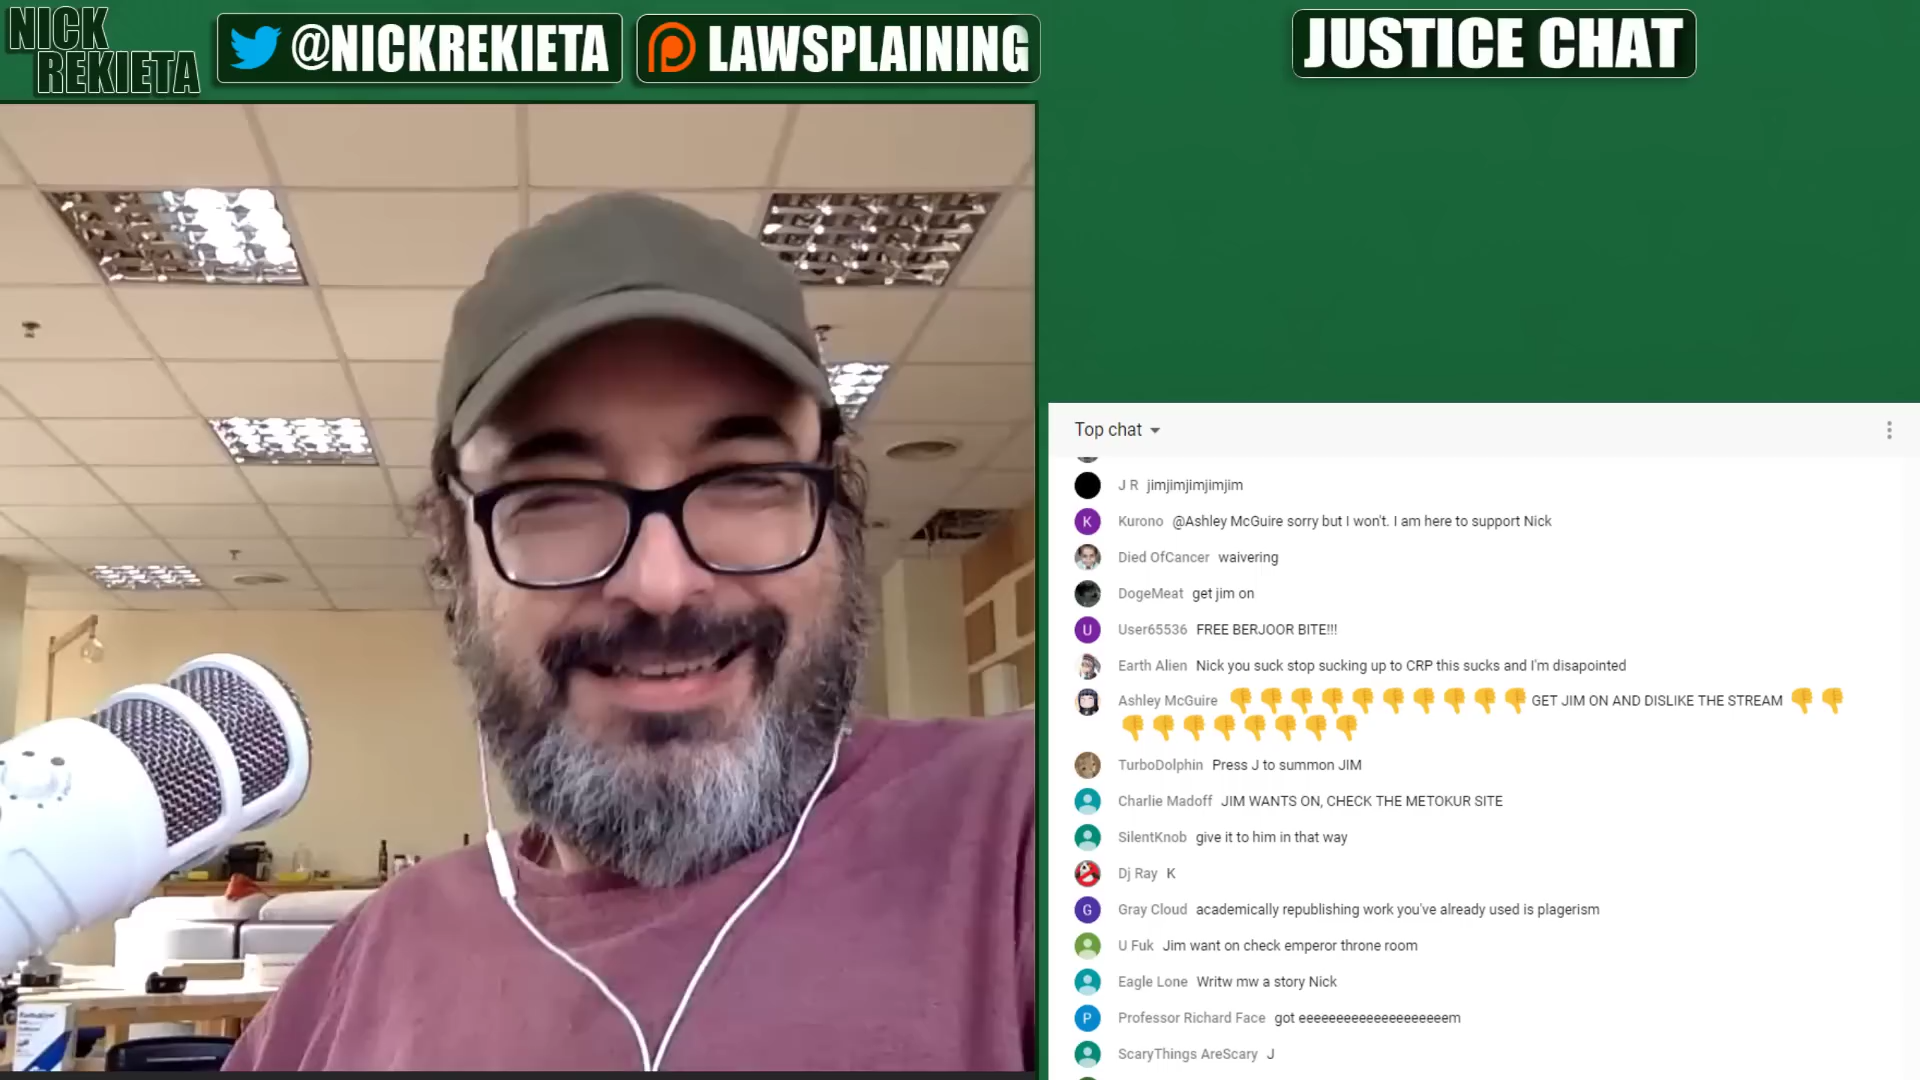 NICK
REKIETA
@NICKREKIETA
LAWSPLAINING
JUSTICE CHAT
Top chat
J R jimjimjimjimjim
K Kurono @Ashley McGuire sorry but I won't. I am here to support Nick
Died OfCancer waivering
DogeMeat get jim on
U User65536 FREE BERJOOR BITE!!!
Earth Alien Nick you suck stop sucking up to CRP this sucks and I'm disapointed
Ashley McGuire 👎👎👎👎👎👎👎👎👎👎 GET JIM ON AND DISLIKE THE STREAM 👎👎
👎👎👎👎👎👎👎👎
TurboDolphin Press J to summon JIM
Charlie Madoff JIM WANTS ON, CHECK THE METOKUR SITE
SilentKnob give it to him in that way
Dj Ray K
G Gray Cloud academically republishing work you've already used is plagerism
U Fuk Jim want on check emperor throne room
Eagle Lone Writw mw a story Nick
P Professor Richard Face got eeeeeeeeeeeeeeeeeeem
ScaryThings AreScary J